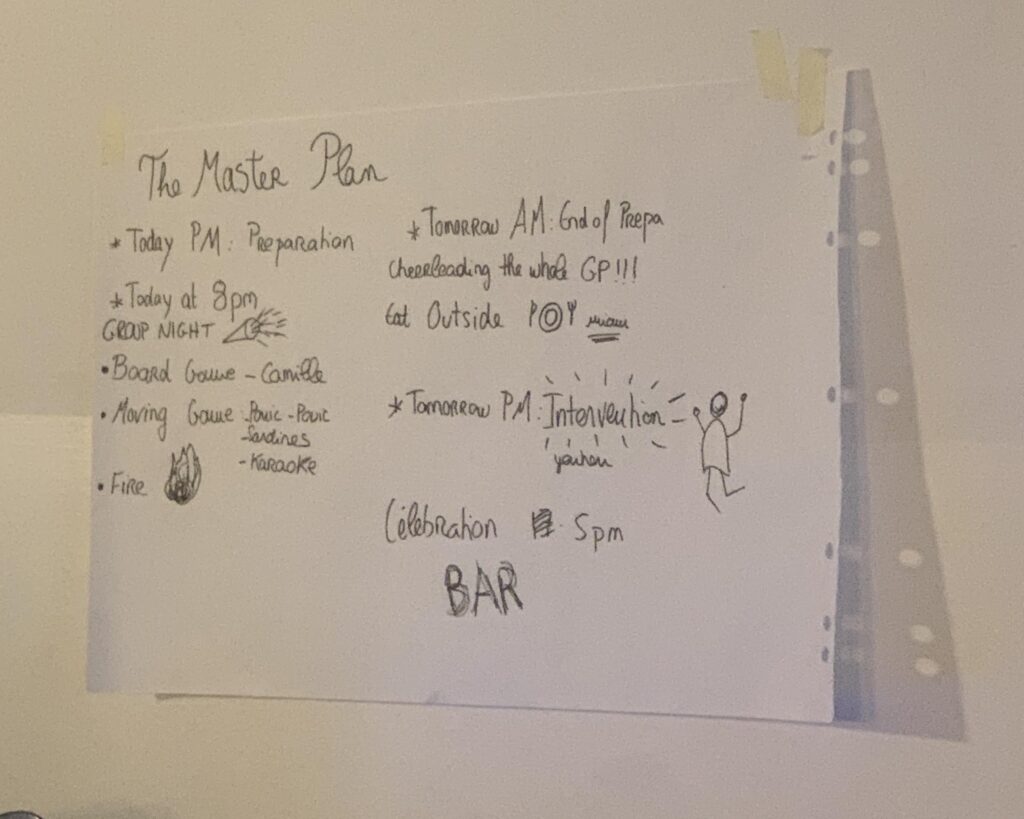 The Master Plan
* Today PM: Preparation
* Today at 8pm
GROUP NIGHT
• Board Game - Camille
• Moving Game - Pouic-Pouic
- Sardines
- Karaoke
• Fire
* Tomorrow AM: End of Prepa
Cheerleading the whole GP!!!
Eat Outside miam
* Tomorrow PM: Intervention
youhou
Célebration 5pm
BAR